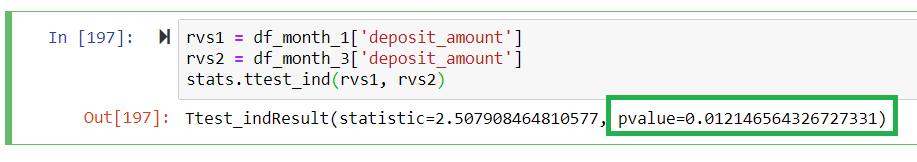 In [197]:
rvs1 = df_month_1['deposit_amount']
rvs2 = df_month_3['deposit_amount']
stats.ttest_ind(rvs1, rvs2)
Out[197]: Ttest_indResult(statistic=2.507908464810577, pvalue=0.012146564326727331)